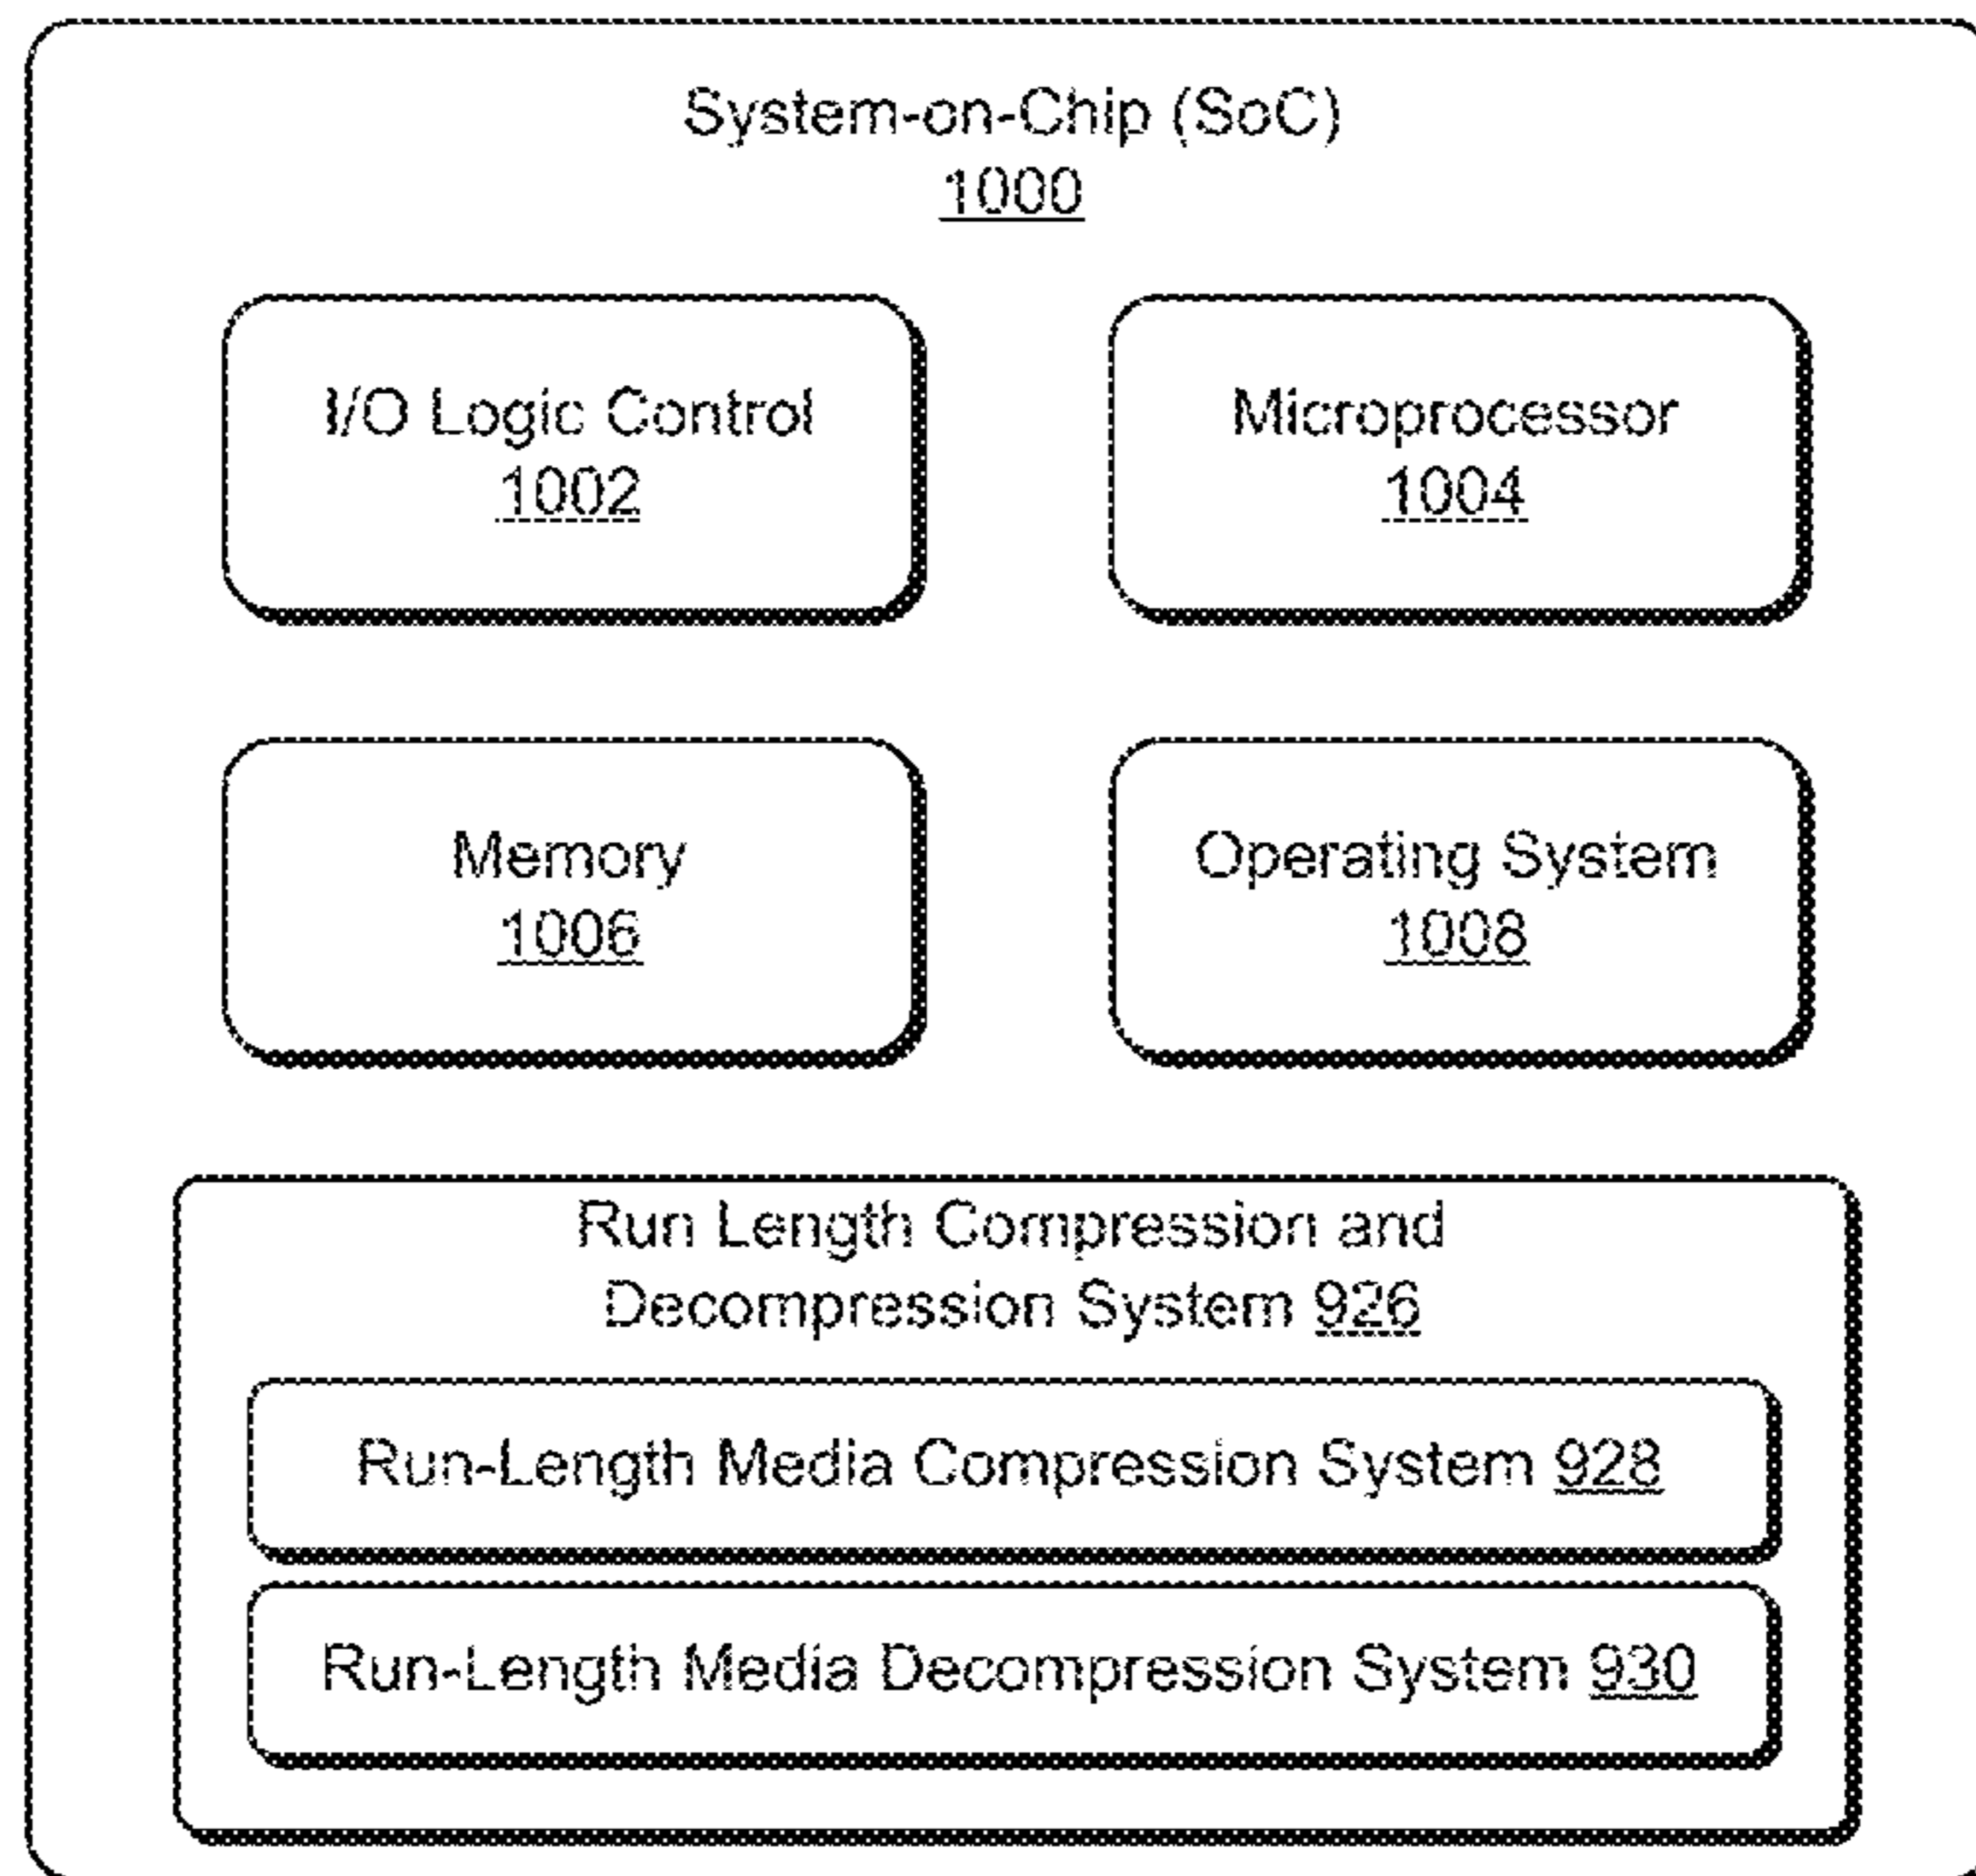 System-on-Chip (SoC)
1000
I/O Logic Control
1002
Microprocessor
1004
Memory
1006
Operating System
1008
Run Length Compression and
Decompression System 926
Run-Length Media Compression System 928
Run-Length Media Decompression System 930